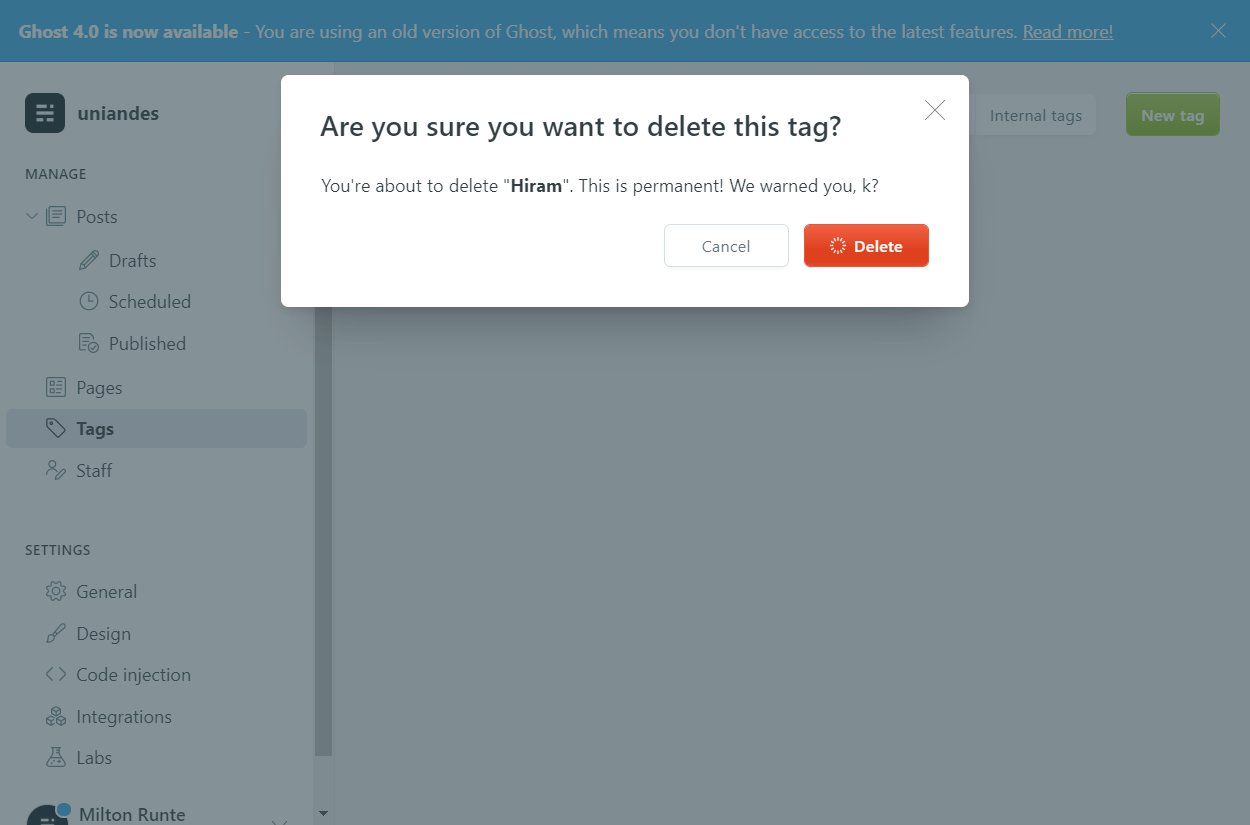 Ghost 4.0 is now available - You are using an old version of Ghost, which means you don't have access to the latest features. Read more!
uniandes
Internal tags
New tag
Are you sure you want to delete this tag?
You're about to delete "Hiram". This is permanent! We warned you, k?
Cancel
Delete
MANAGE
Posts
Drafts
Scheduled
Published
Pages
Tags
Staff
SETTINGS
General
Design
Code injection
Integrations
Labs
Milton Runte